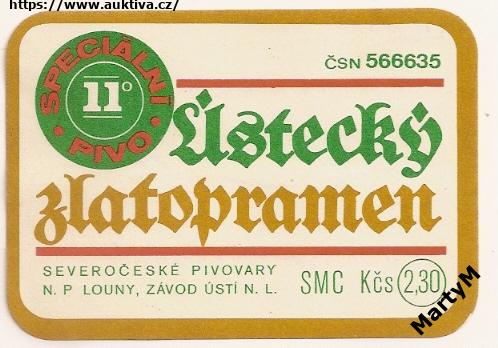 https://www.auktiva.cz/
SPECIÁLNÍ
11°
PIVO
ČSN 566635
Ústecký
zlatopramen
SEVEROČESKÉ PIVOVARY
N. P. LOUNY, ZÁVOD ÚSTÍ N. L.
SMC Kčs 2,30
MartyM